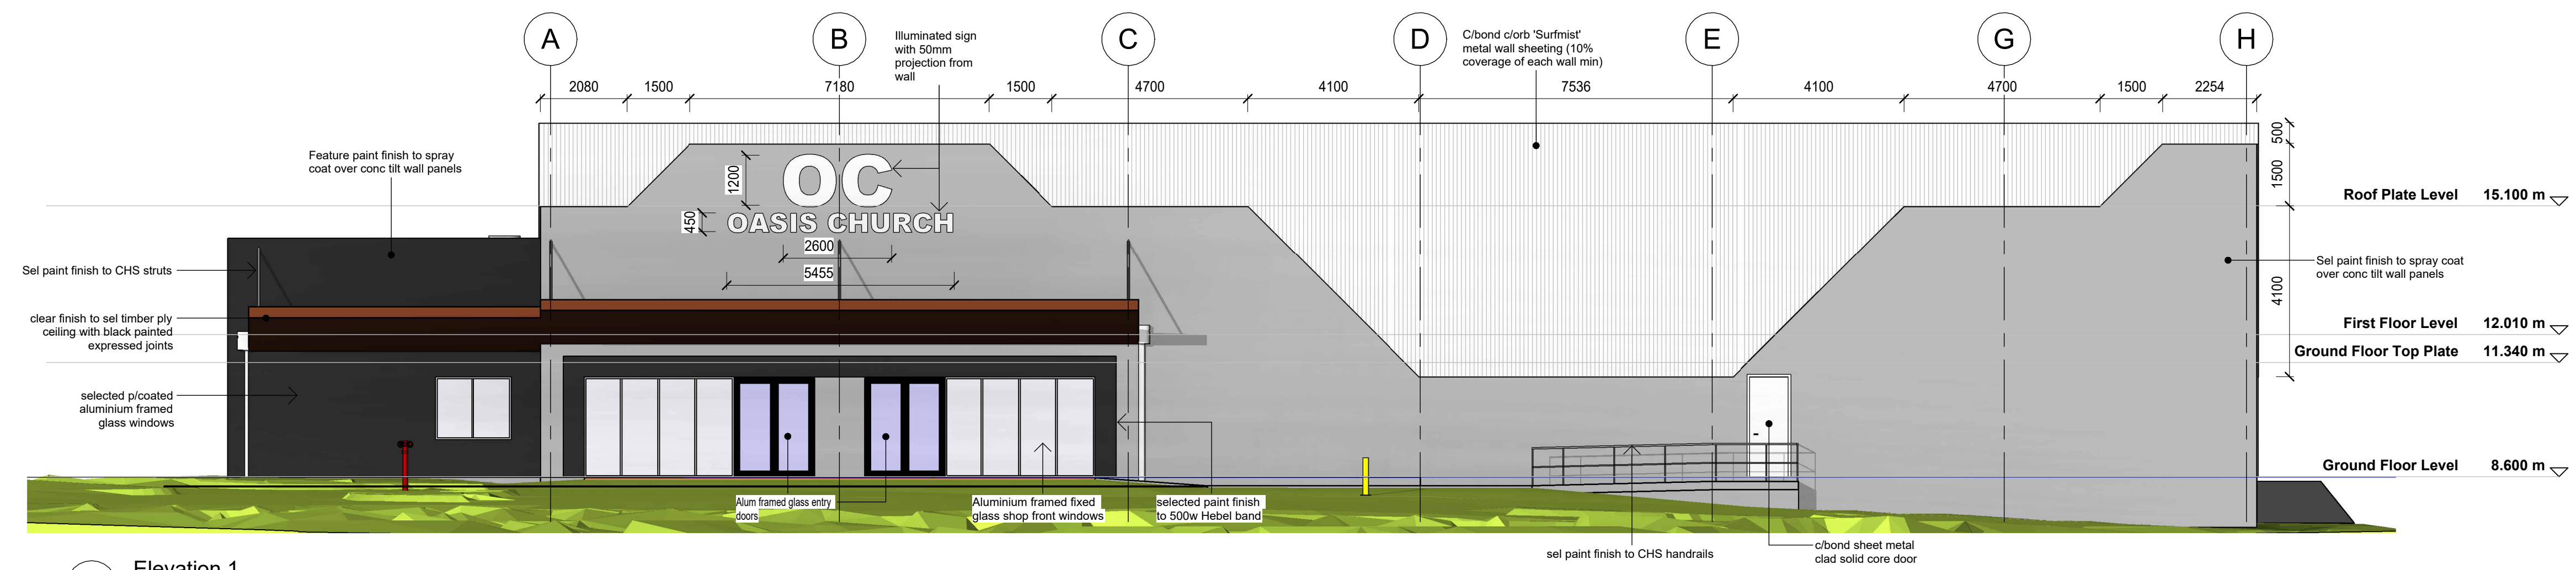 A
B
C
D
E
G
H
Illuminated sign
with 50mm
projection from
wall
C/bond c/orb 'Surfmist'
metal wall sheeting (10%
coverage of each wall min)
2080
1500
7180
1500
4700
4100
7536
4100
4700
1500
2254
Feature paint finish to spray
coat over conc tilt wall panels
1200
OC
450
OASIS CHURCH
2600
5455
500
1500
4100
Roof Plate Level 15.100 m
Sel paint finish to CHS struts
Sel paint finish to spray coat
over conc tilt wall panels
clear finish to sel timber ply
ceiling with black painted
expressed joints
First Floor Level 12.010 m
Ground Floor Top Plate 11.340 m
selected p/coated
aluminium framed
glass windows
Ground Floor Level 8.600 m
Alum framed glass entry
doors
Aluminium framed fixed
glass shop front windows
selected paint finish
to 500w Hebel band
sel paint finish to CHS handrails
c/bond sheet metal
clad solid core door
Elevation 1